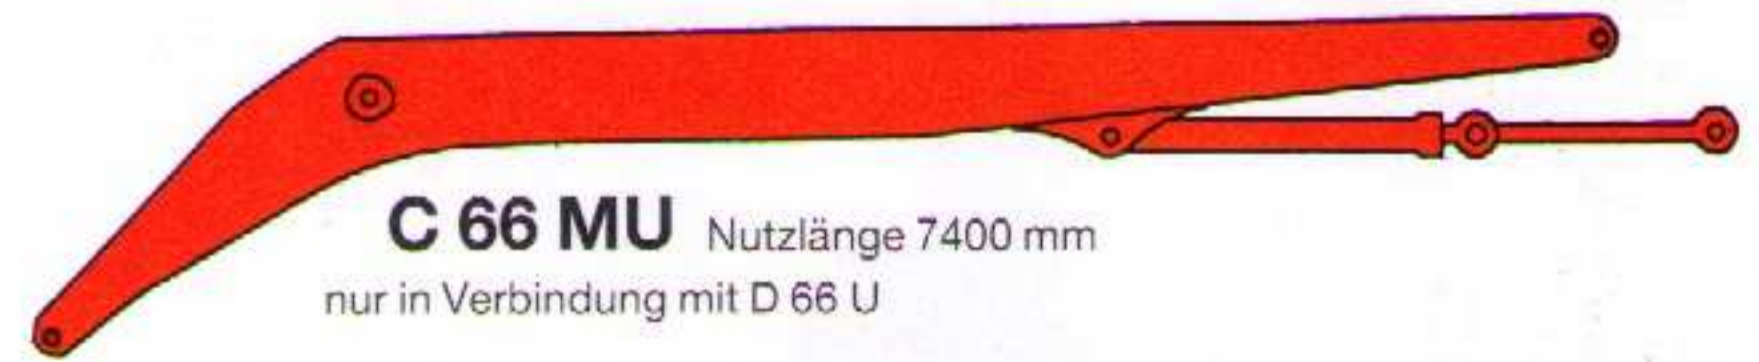 C 66 MU Nutzlänge 7400 mm
nur in Verbindung mit D 66 U